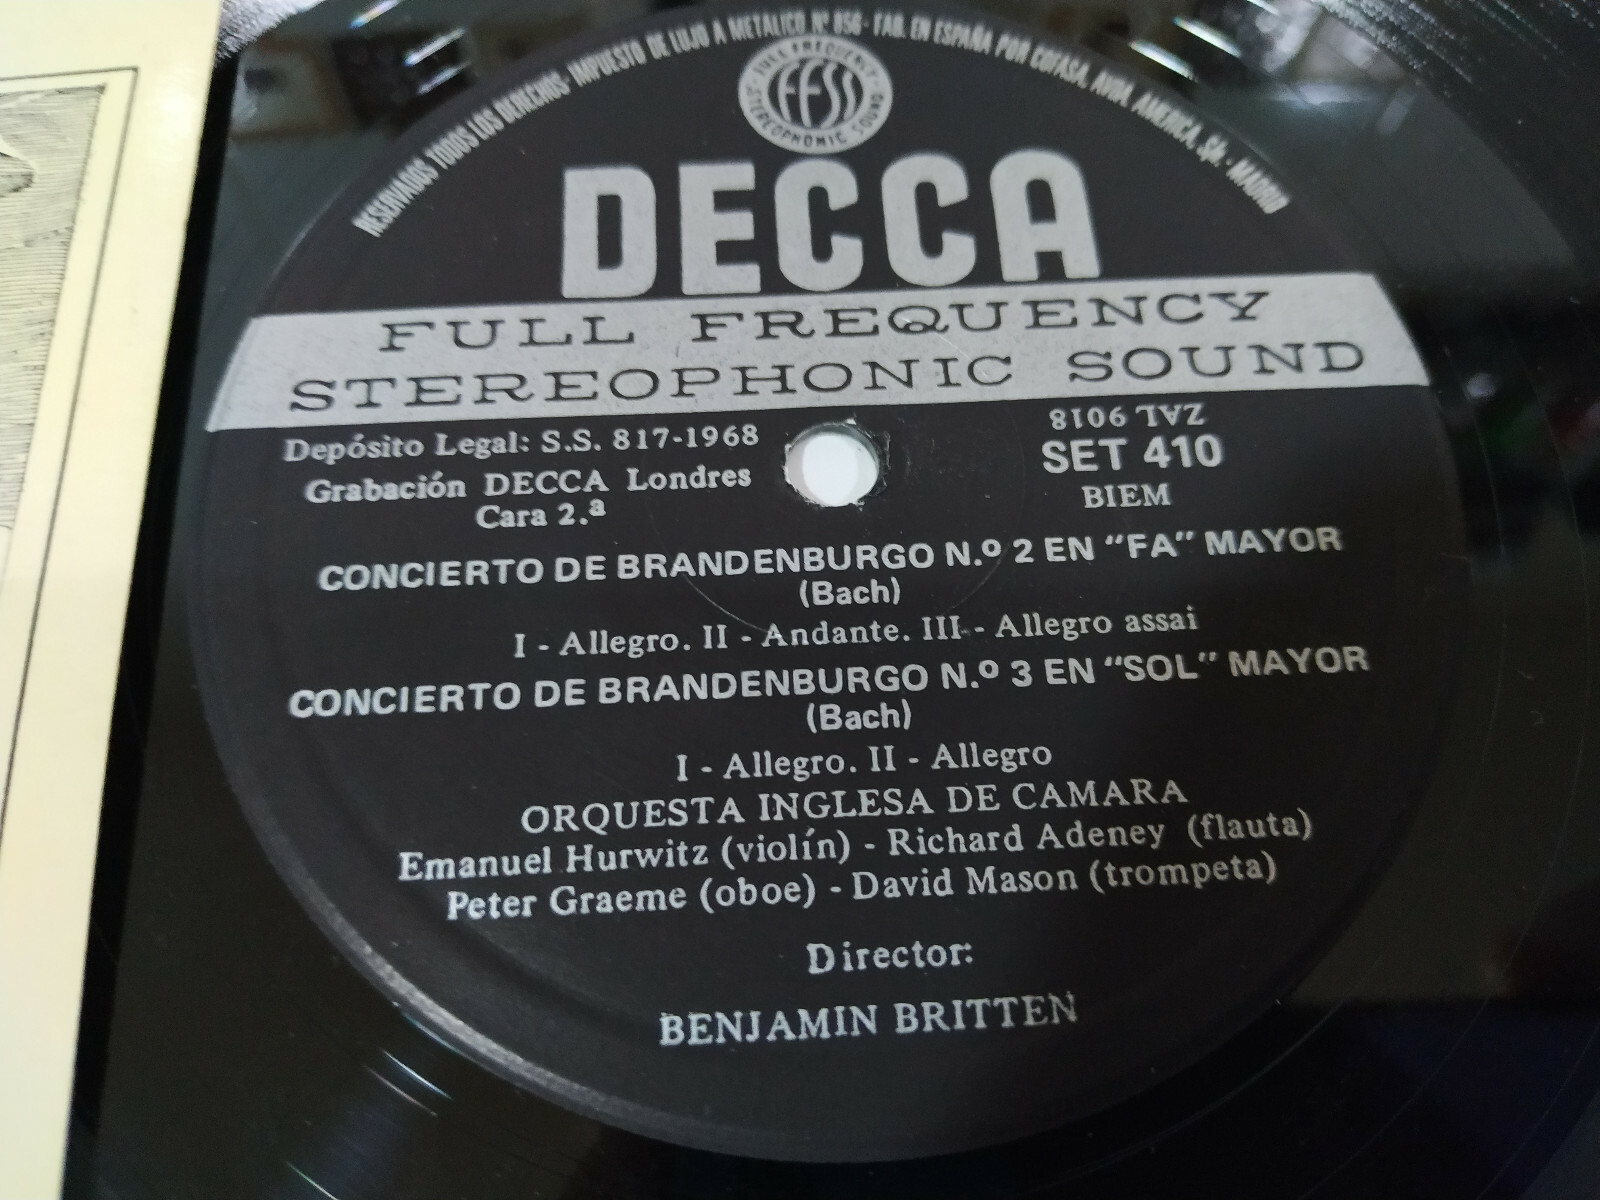 RESERVADOS TODOS LOS DERECHOS- IMPUESTO DE LUJO A METALICO Nº 856- FAB. EN ESPAÑA POR COFASA. AVDA. AMERICA, S/n.- MADRID
FULL FREQUENCY
FFSS
STEREOPHONIC SOUND
DECCA
FULL FREQUENCY
STEREOPHONIC SOUND
Depósito Legal: S.S. 817-1968
Grabación DECCA Londres
Cara 2.ª
ZAL 9018
SET 410
BIEM
CONCIERTO DE BRANDENBURGO N.º 2 EN "FA" MAYOR
(Bach)
I - Allegro. II - Andante. III - Allegro assai
CONCIERTO DE BRANDENBURGO N.º 3 EN "SOL" MAYOR
(Bach)
I - Allegro. II - Allegro
ORQUESTA INGLESA DE CAMARA
Emanuel Hurwitz (violín) - Richard Adeney (flauta)
Peter Graeme (oboe) - David Mason (trompeta)
Director:
BENJAMIN BRITTEN